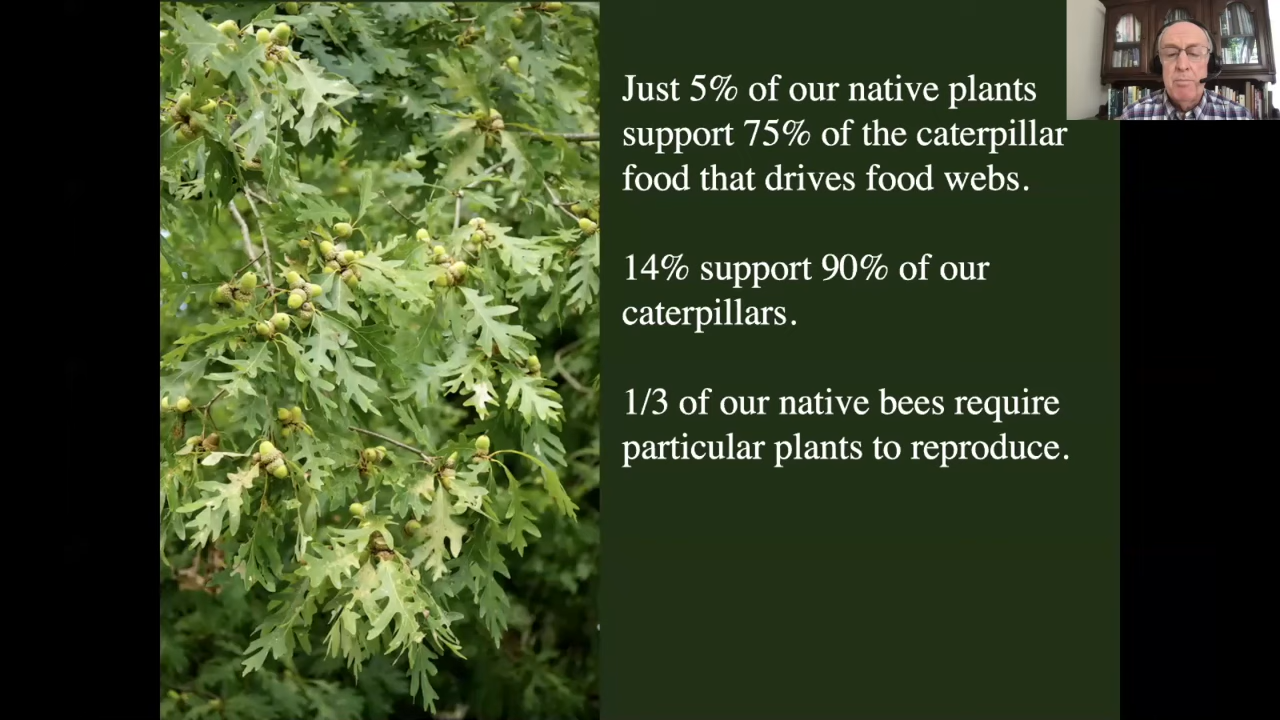 Just 5% of our native plants
support 75% of the caterpillar
food that drives food webs.
14% support 90% of our
caterpillars.
1/3 of our native bees require
particular plants to reproduce.